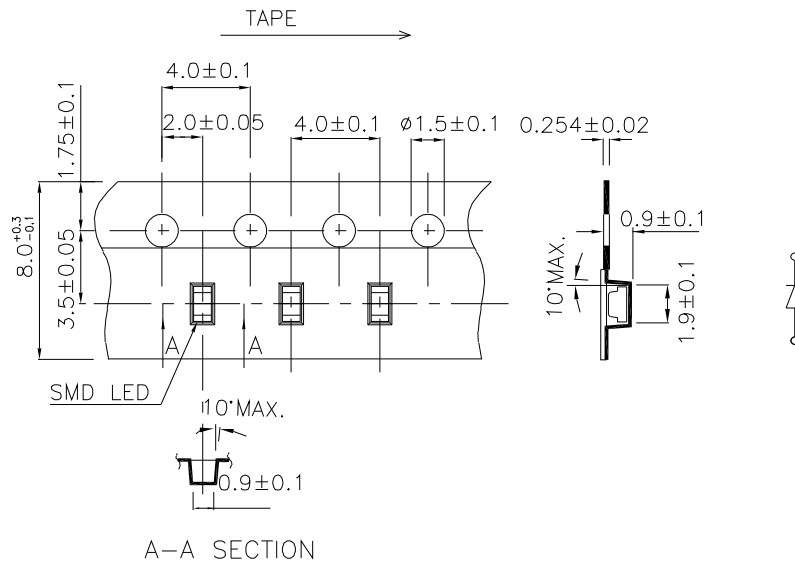 TAPE
4.0±0.1
2.0±0.05
4.0±0.1
ø1.5±0.1
0.254±0.02
1.75±0.1
8.0+0.3 -0.1
3.5±0.05
0.9±0.1
10°MAX.
1.9±0.1
A
A
SMD LED
10°MAX.
0.9±0.1
A-A SECTION